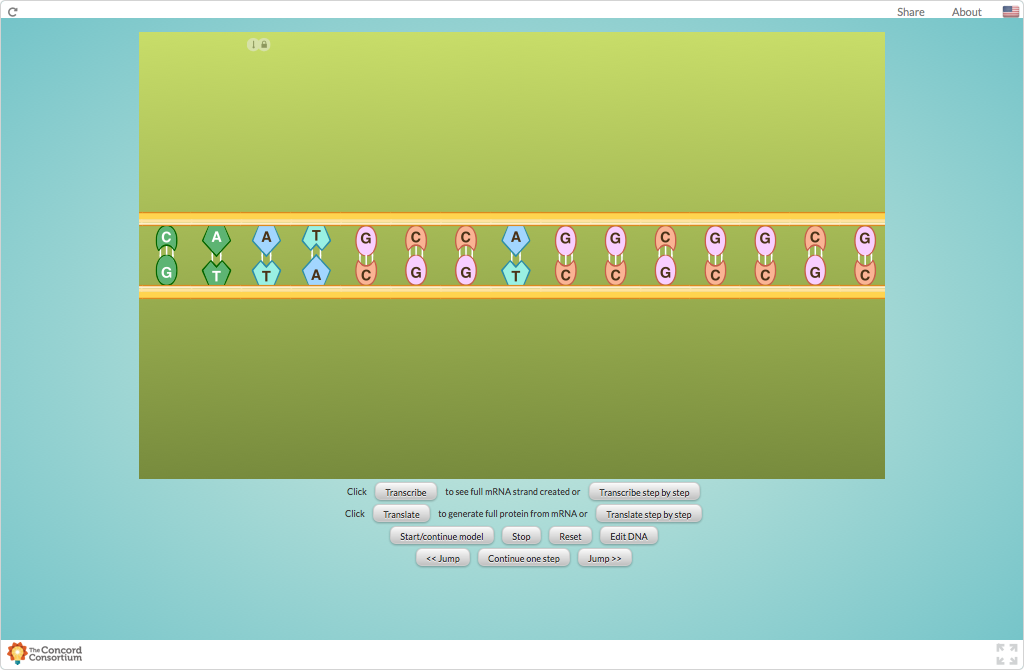 Share About
C A A T G C C A G G C G G C G
G T T A C G G T C C G C C G C
Click Transcribe to see full mRNA strand created or Transcribe step by step
Click Translate to generate full protein from mRNA or Translate step by step
Start/continue model Stop Reset Edit DNA
<< Jump Continue one step Jump >>
The Concord
Consortium